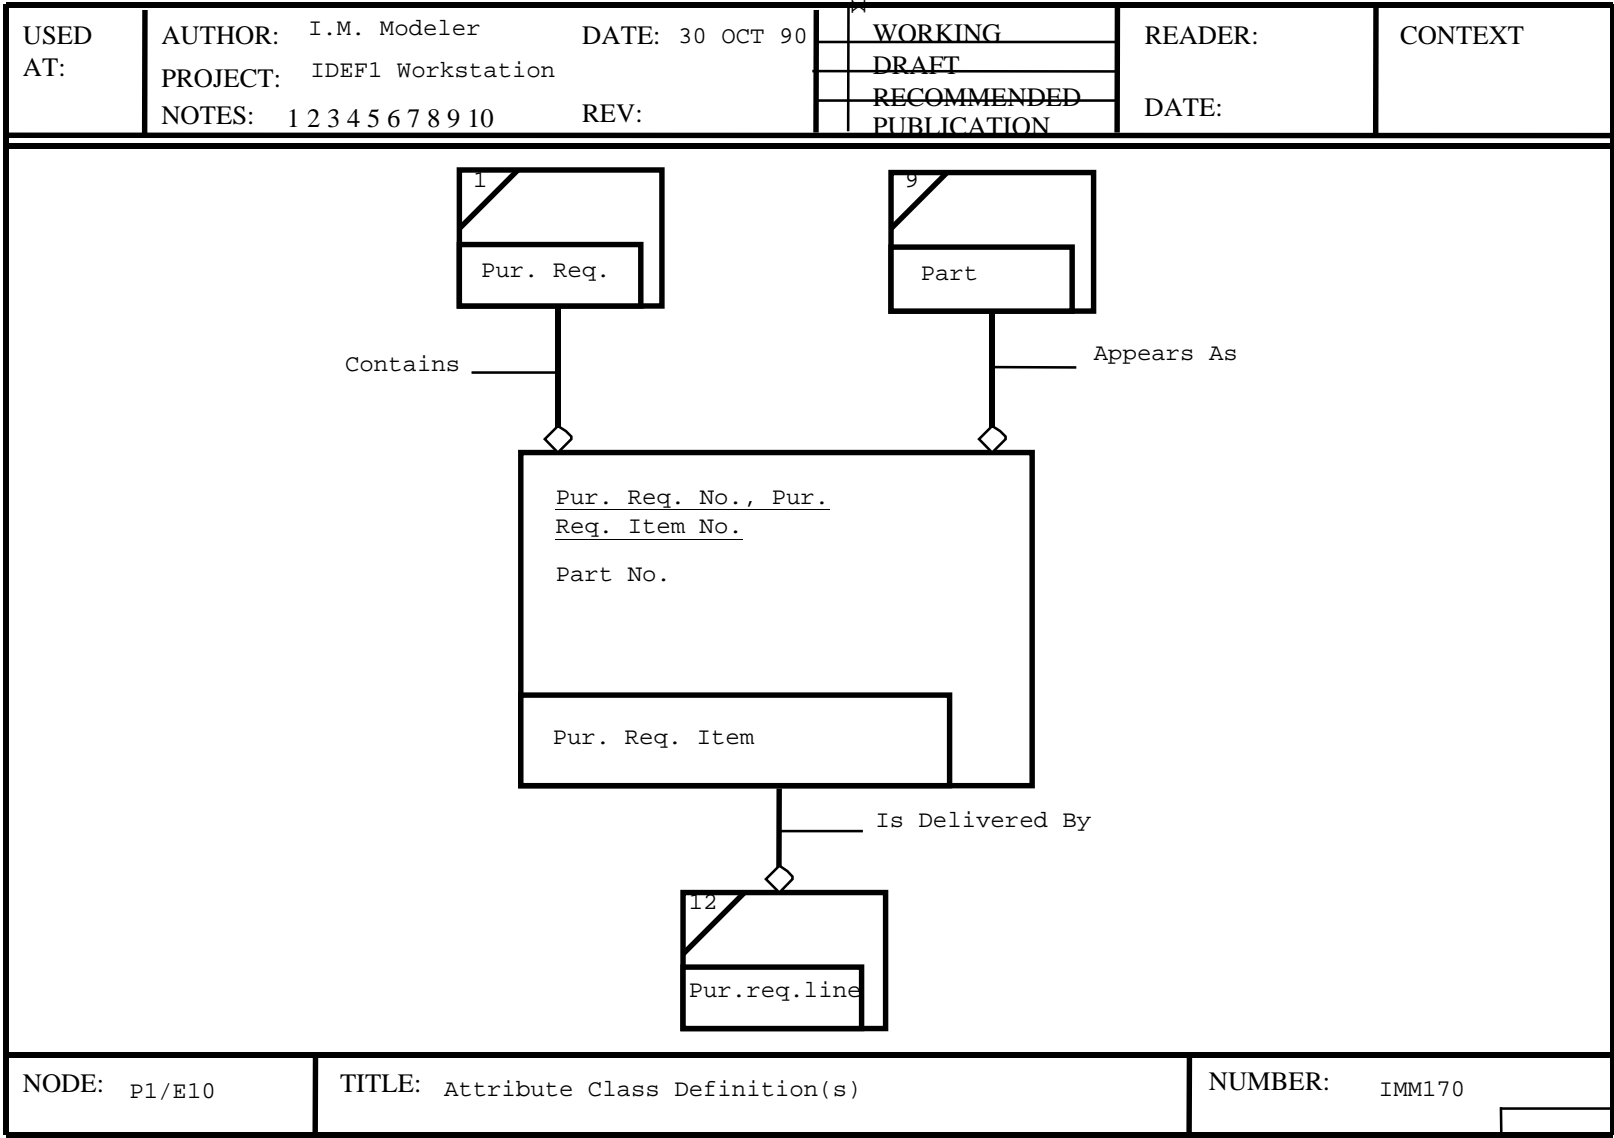 USED AT:
AUTHOR: I.M. Modeler
DATE: 30 OCT 90
PROJECT: IDEF1 Workstation
NOTES: 1 2 3 4 5 6 7 8 9 10
REV:
WORKING
DRAFT
RECOMMENDED
PUBLICATION
READER:
DATE:
CONTEXT
1
Pur. Req.
9
Part
Contains
Appears As
Pur. Req. No., Pur.
Req. Item No.
Part No.
Pur. Req. Item
Is Delivered By
12
Pur.req.line
NODE: P1/E10
TITLE: Attribute Class Definition(s)
NUMBER: IMM170